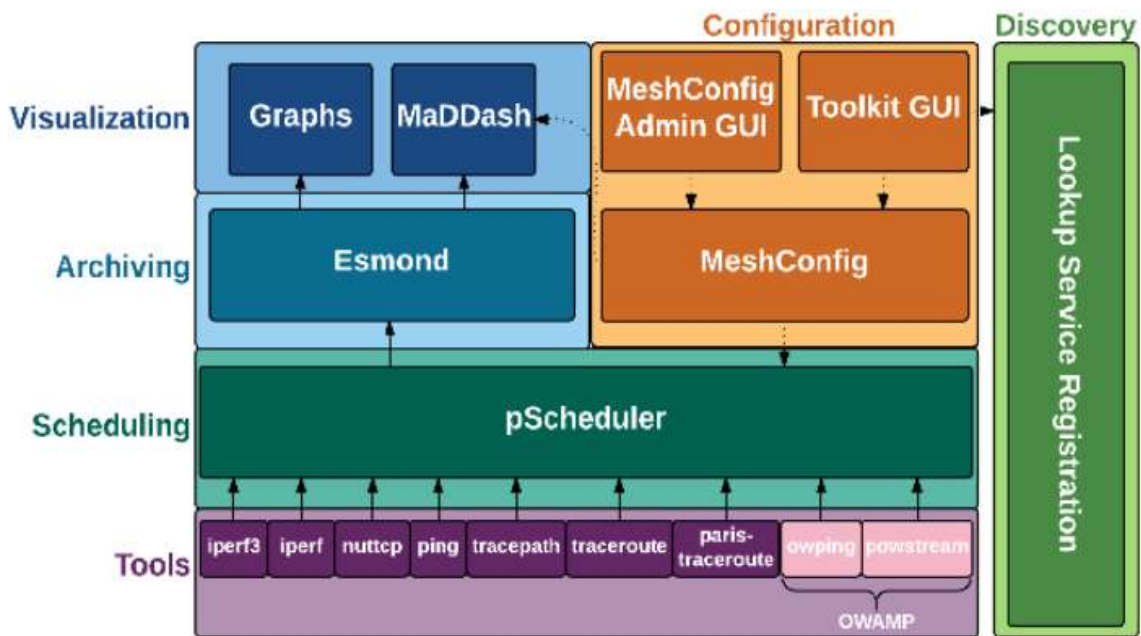 Configuration
Discovery
Visualization
Graphs
MaDDash
MeshConfig
Admin GUI
Toolkit GUI
Archiving
Esmond
MeshConfig
Lookup Service Registration
Scheduling
pScheduler
Tools
iperf3
iperf
nuttcp
ping
tracepath
traceroute
paris-
traceroute
owping
powstream
OWAMP